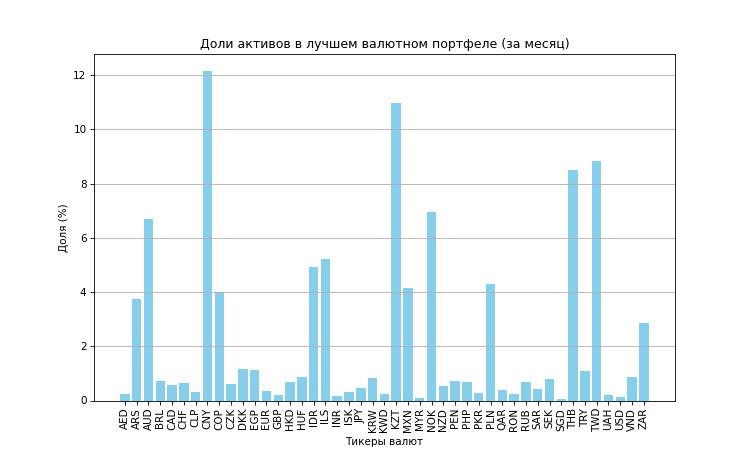 Доли активов в лучшем валютном портфеле (за месяц)
Доля (%)
12
10
8
6
4
2
0
AED ARS AUD BRL CAD CHF CLP CNY COP CZK DKK EGP EUR GBP HKD HUF IDR ILS INR ISK JPY KRW KWD KZT MXN MYR NOK NZD PEN PHP PKR PLN QAR RON RUB SAR SEK SGD THB TRY TWD UAH USD VND ZAR
Тикеры валют